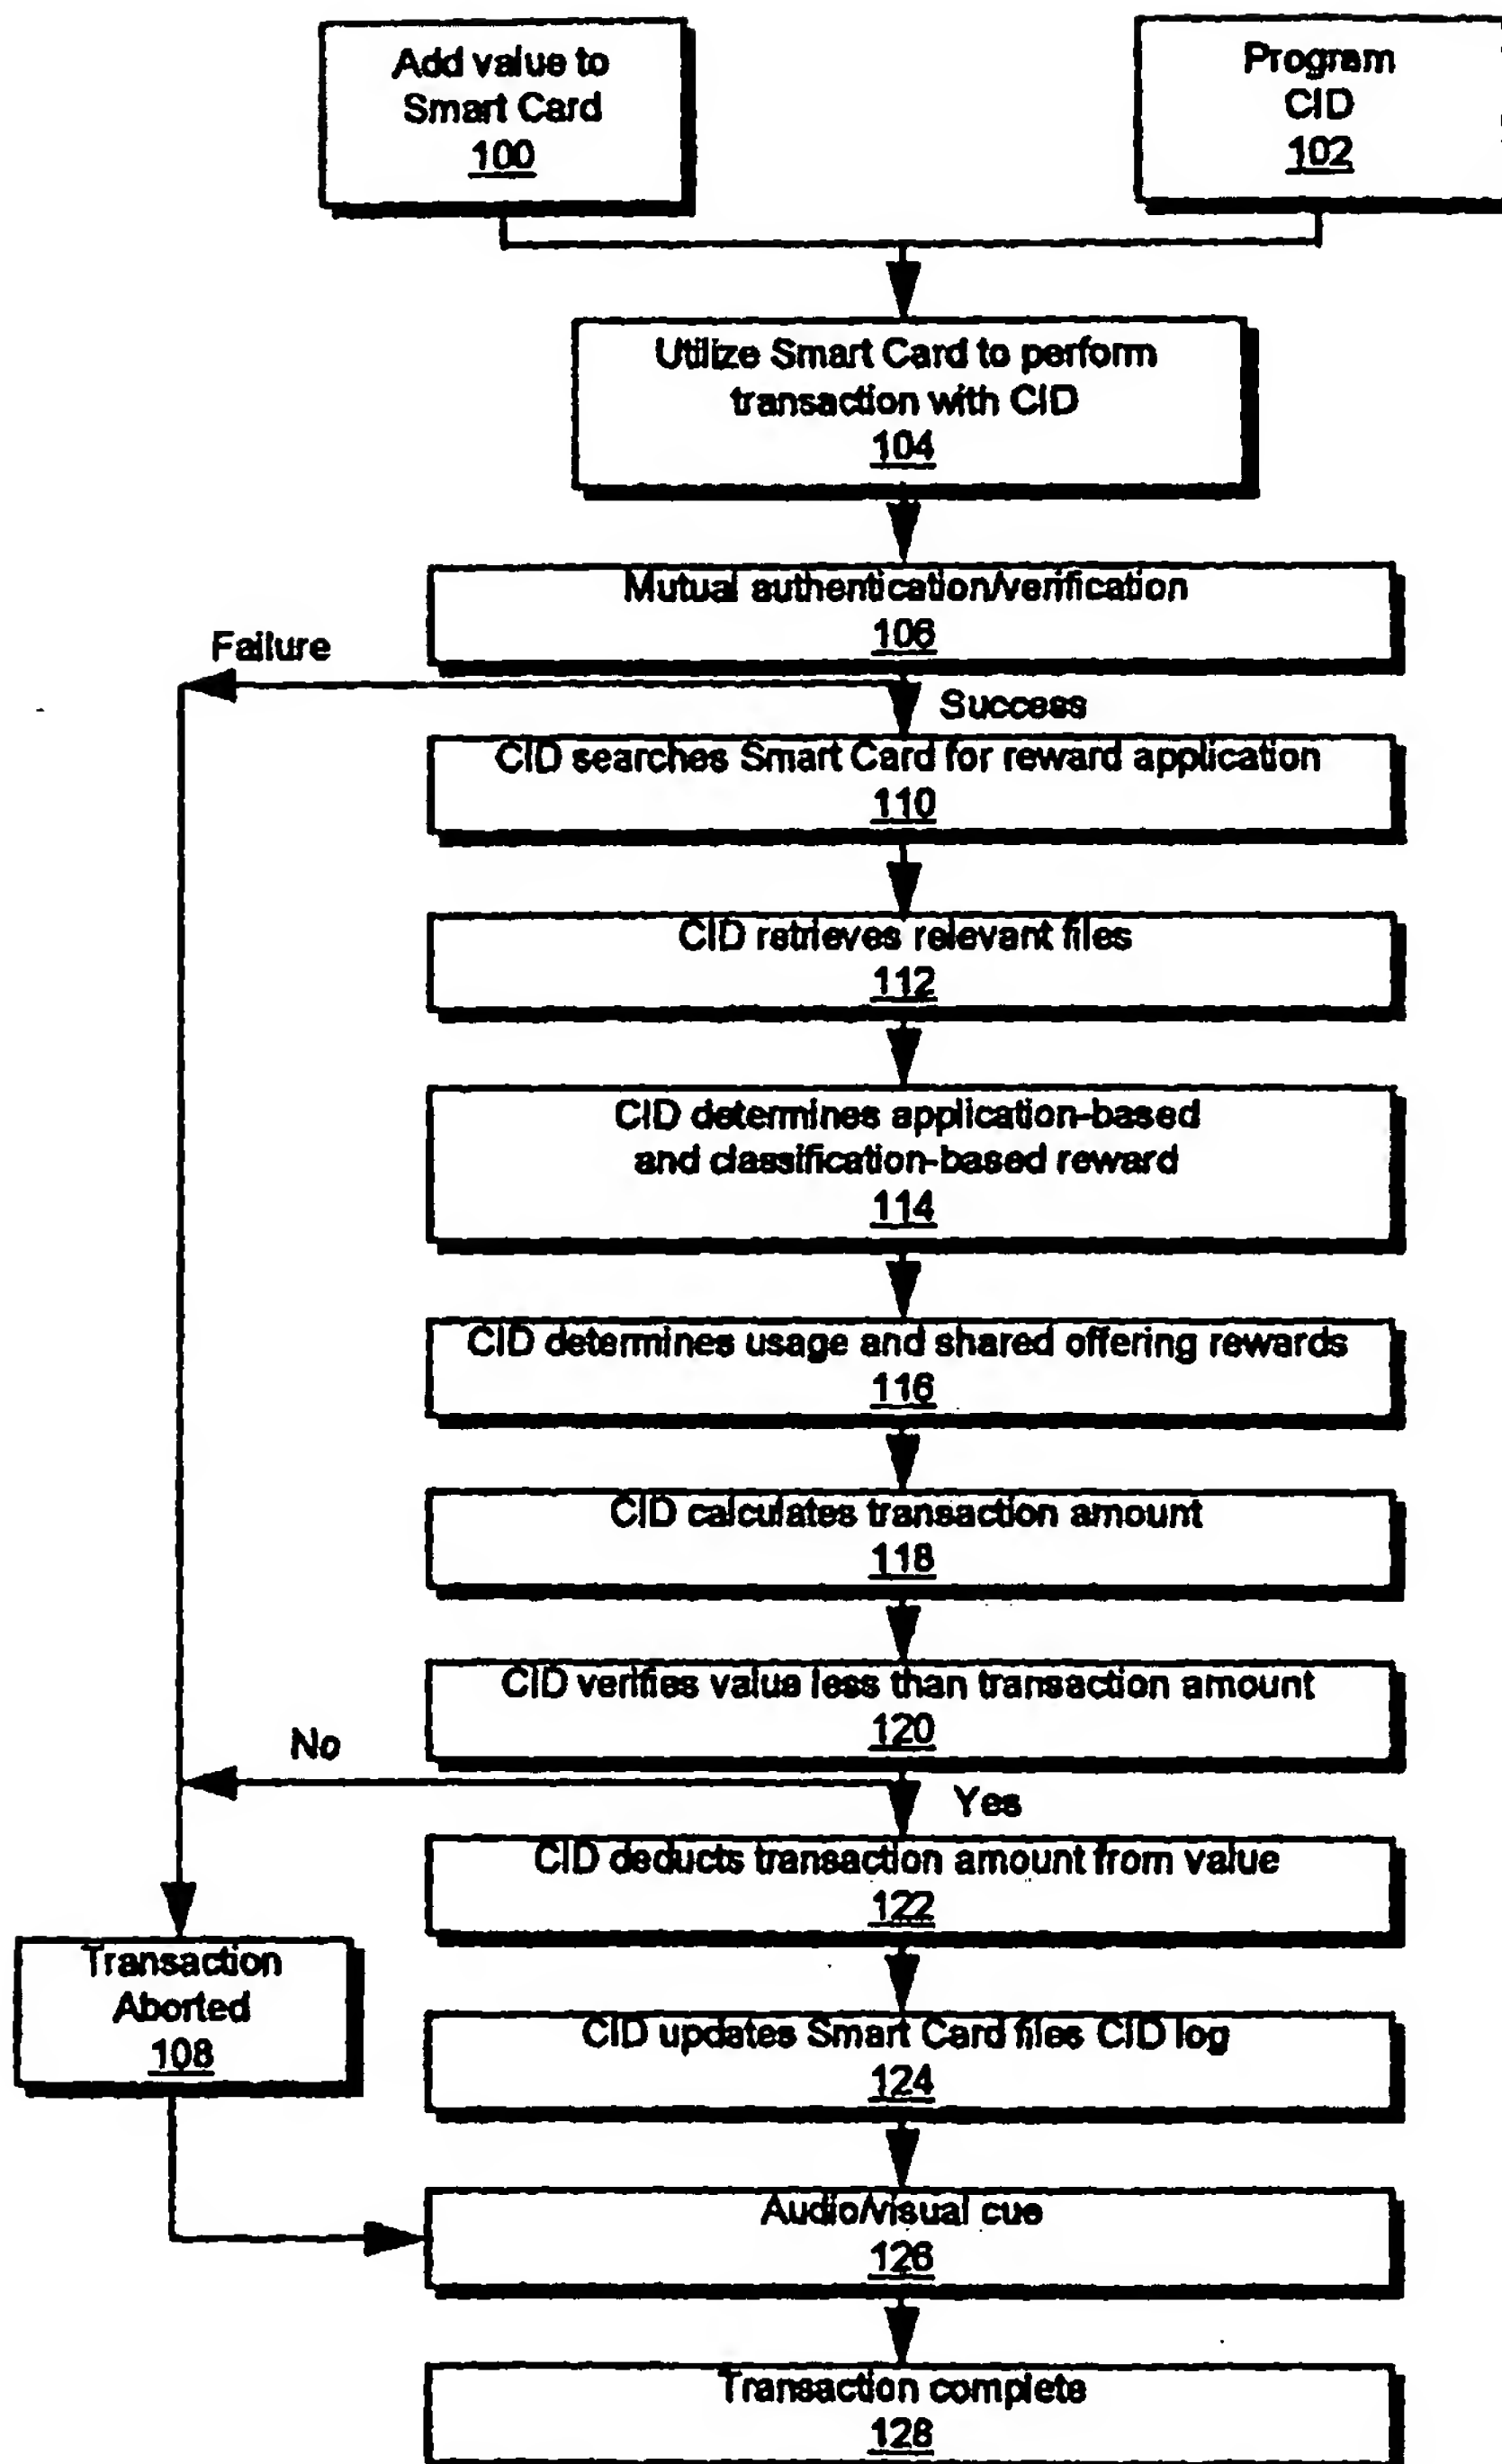 Add value to
Smart Card
100
Program
CID
102
Utilize Smart Card to perform
transaction with CID
104
Mutual authentication/verification
106
Failure
Success
CID searches Smart Card for reward application
110
CID retrieves relevant files
112
CID determines application-based
and classification-based reward
114
CID determines usage and shared offering rewards
116
CID calculates transaction amount
118
CID verifies value less than transaction amount
120
No
Yes
CID deducts transaction amount from value
122
Transaction
Aborted
108
CID updates Smart Card files CID log
124
Audio/visual cue
126
Transaction complete
128